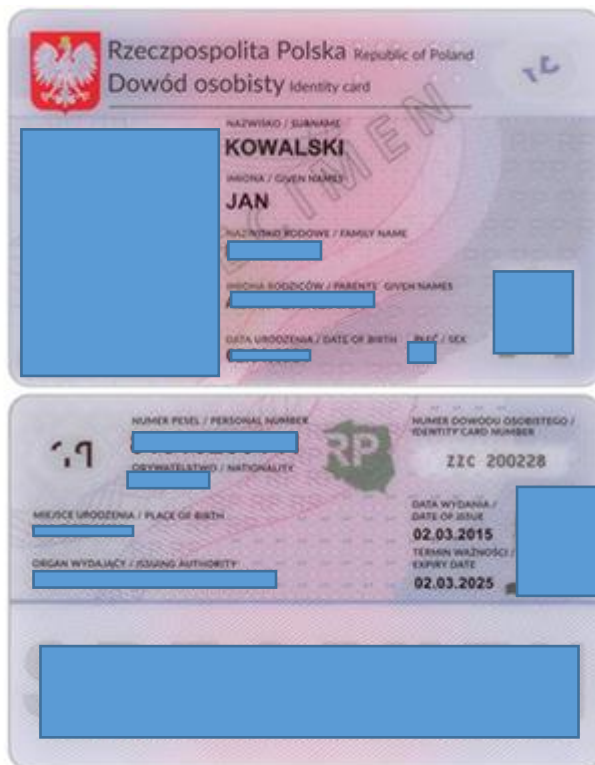 Rzeczpospolita Polska Republic of Poland
Dowód osobisty Identity card
NAZWISKO / SURNAME
KOWALSKI
IMIONA / GIVEN NAMES
JAN
NAZWISKO RODOWE / FAMILY NAME
IMIONA RODZICÓW / PARENTS' GIVEN NAMES
DATA URODZENIA / DATE OF BIRTH PŁEĆ / SEX
NUMER PESEL / PERSONAL NUMBER
OBYWATELSTWO / NATIONALITY
MIEJSCE URODZENIA / PLACE OF BIRTH
ORGAN WYDAJĄCY / ISSUING AUTHORITY
RP
NUMER DOWODU OSOBISTEGO /
IDENTITY CARD NUMBER
ZZC 200228
DATA WYDANIA /
DATE OF ISSUE
02.03.2015
TERMIN WAŻNOŚCI /
EXPIRY DATE
02.03.2025